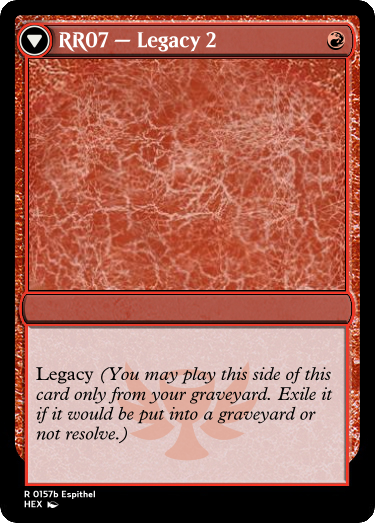 RR07 — Legacy 2
Legacy (You may play this side of this
card only from your graveyard. Exile it
if it would be put into a graveyard or
not resolve.)
R 0157b Espithel
HEX